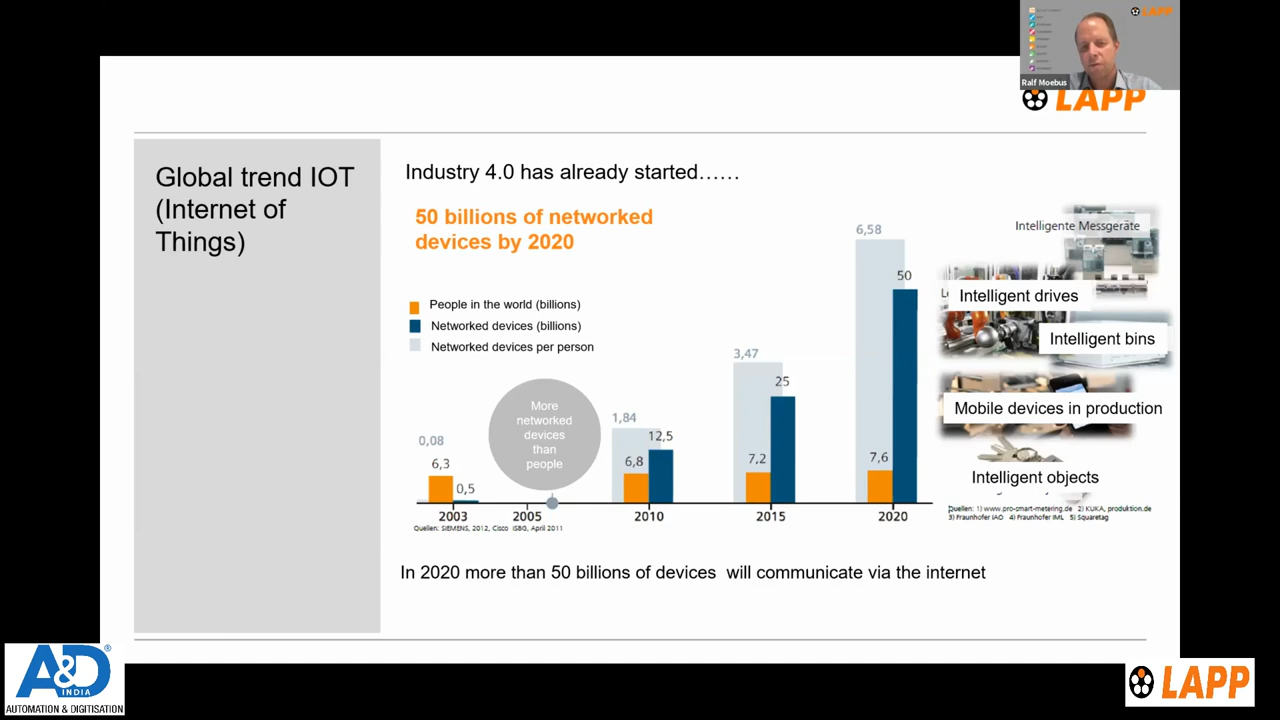 LAPP
Ralf Moebus
LAPP
Global trend IOT
(Internet of
Things)
Industry 4.0 has already started……
50 billions of networked
devices by 2020
People in the world (billions)
Networked devices (billions)
Networked devices per person
More
networked
devices
than
people
0,08
6,3
0,5
1,84
6,8
12,5
3,47
7,2
25
6,58
7,6
50
2003
2005
2010
2015
2020
Quellen: SIEMENS, 2012, Cisco ISBG, April 2011
Intelligente Messgeräte
Intelligent drives
Intelligent bins
Mobile devices in production
Intelligent objects
Quellen: 1) www.pro-smart-metering.de 2) KUKA, produktion.de
3) Fraunhofer IAO 4) Fraunhofer IML 5) Squaretag
In 2020 more than 50 billions of devices will communicate via the internet
A&D®
INDIA
AUTOMATION & DIGITISATION
LAPP